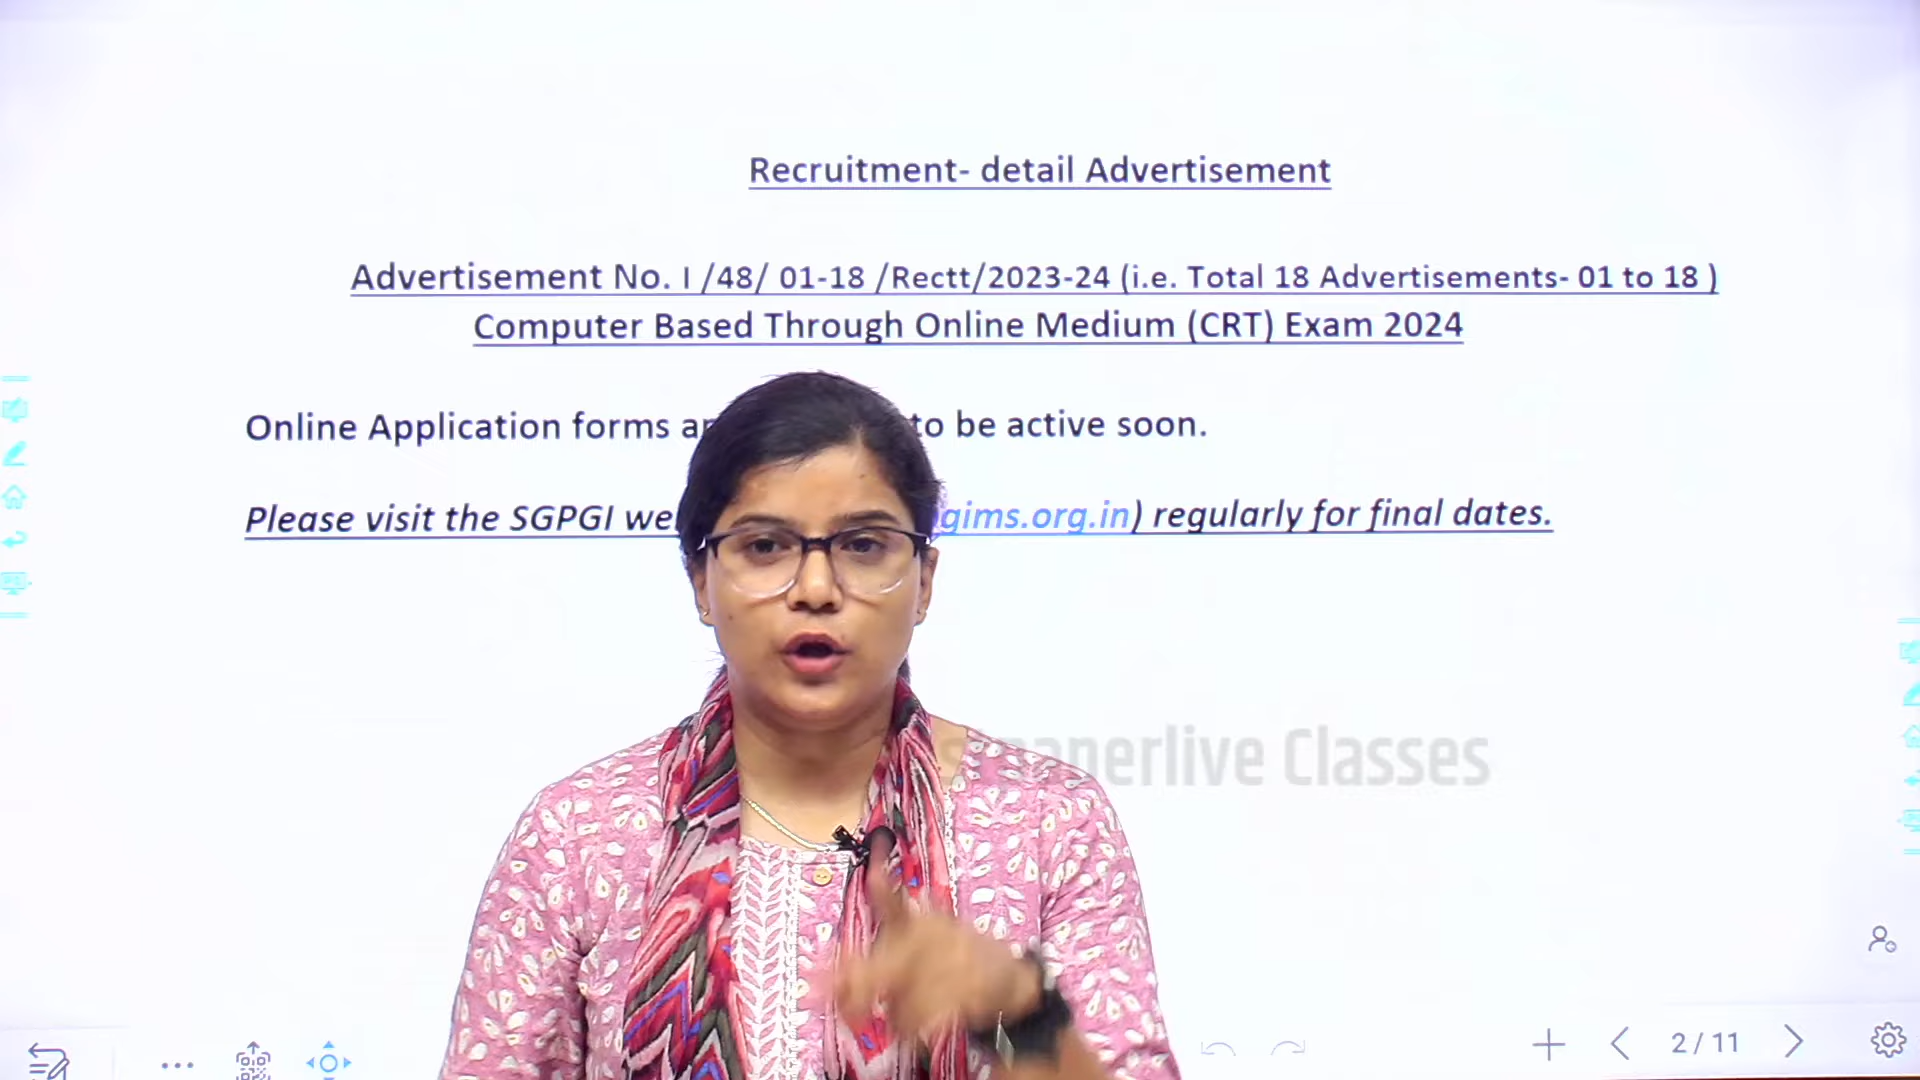 Recruitment- detail Advertisement
Advertisement No. I /48/ 01-18 /Rectt/2023-24 (i.e. Total 18 Advertisements- 01 to 18 )
Computer Based Through Online Medium (CRT) Exam 2024
Online Application forms to be active soon.
Please visit the SGPGI gims.org.in) regularly for final dates.
Classes
2 / 11